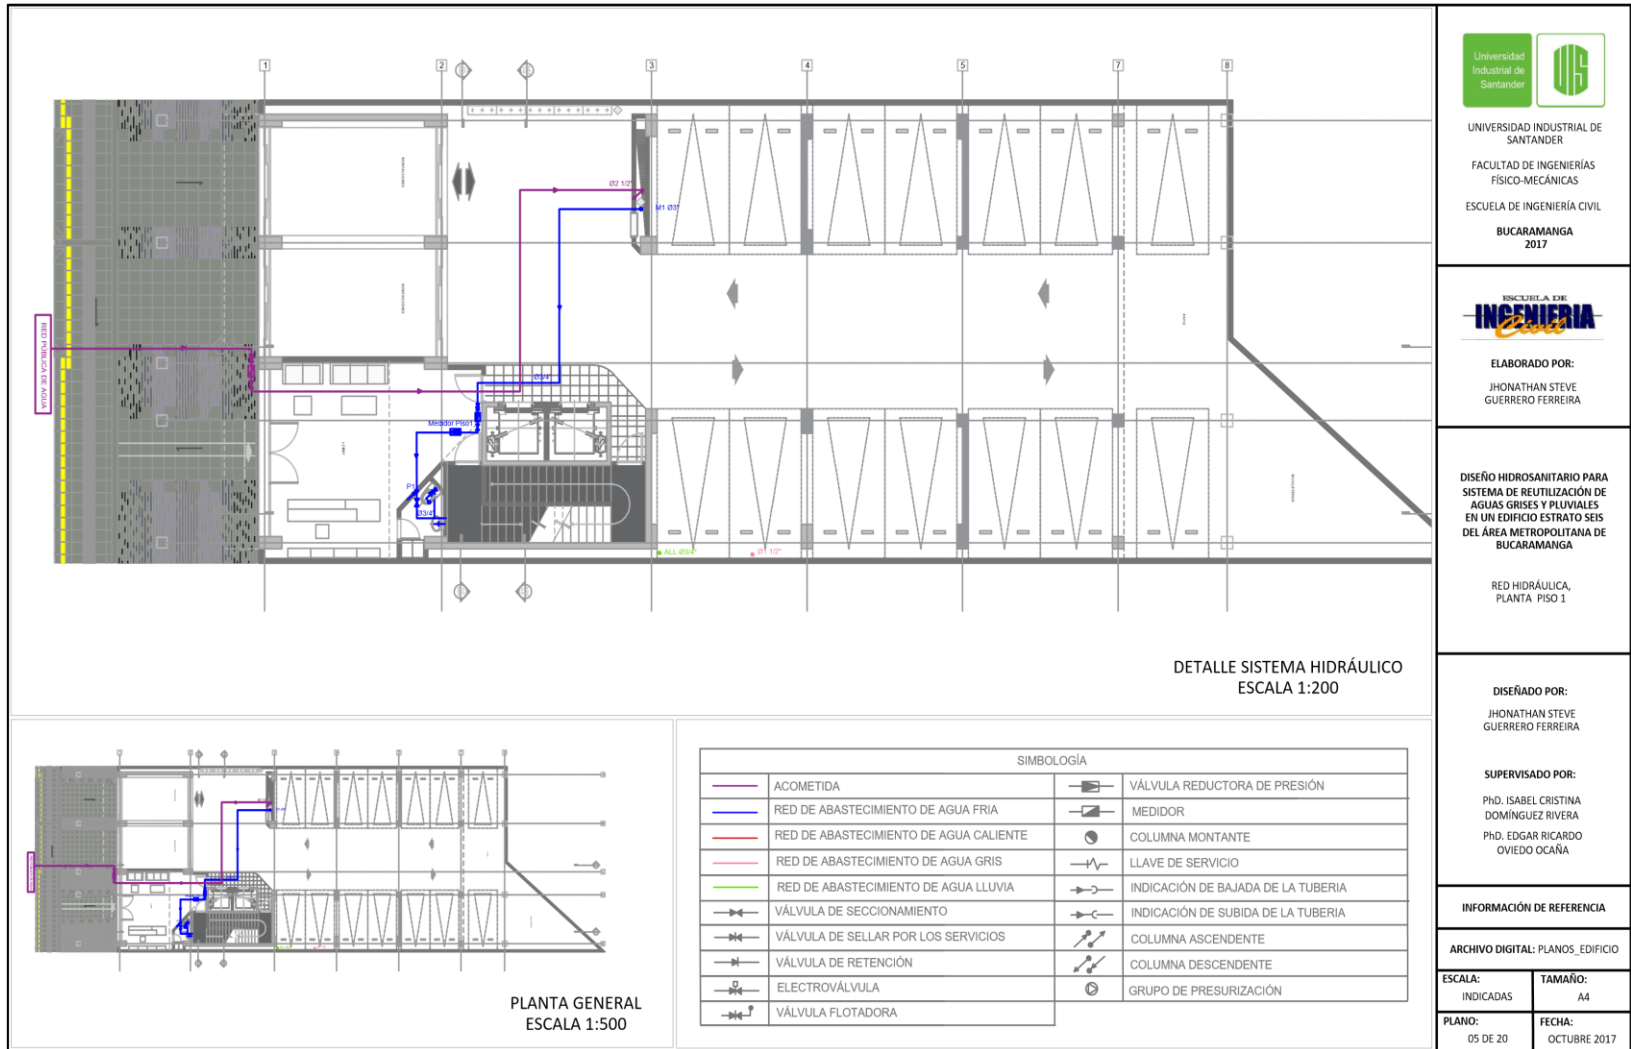 1
2
3
4
5
7
8
Ø2 1/2"
M1 Ø3"
RED PÚBLICA DE AGUA
Ø3/4"
Medidor Piso1
P1
Ø3/4"
ALL Ø3/4"
Ø1 1/2"
DETALLE SISTEMA HIDRÁULICO
ESCALA 1:200
PLANTA GENERAL
ESCALA 1:500
SIMBOLOGÍA
ACOMETIDA
RED DE ABASTECIMIENTO DE AGUA FRIA
RED DE ABASTECIMIENTO DE AGUA CALIENTE
RED DE ABASTECIMIENTO DE AGUA GRIS
RED DE ABASTECIMIENTO DE AGUA LLUVIA
VÁLVULA DE SECCIONAMIENTO
VÁLVULA DE SELLAR POR LOS SERVICIOS
VÁLVULA DE RETENCIÓN
ELECTROVÁLVULA
VÁLVULA FLOTADORA
VÁLVULA REDUCTORA DE PRESIÓN
MEDIDOR
COLUMNA MONTANTE
LLAVE DE SERVICIO
INDICACIÓN DE BAJADA DE LA TUBERIA
INDICACIÓN DE SUBIDA DE LA TUBERIA
COLUMNA ASCENDENTE
COLUMNA DESCENDENTE
GRUPO DE PRESURIZACIÓN
Universidad
Industrial de
Santander
UIS
UNIVERSIDAD INDUSTRIAL DE
SANTANDER
FACULTAD DE INGENIERÍAS
FÍSICO-MECÁNICAS
ESCUELA DE INGENIERÍA CIVIL
BUCARAMANGA
2017
ESCUELA DE
INGENIERIA
Civil
ELABORADO POR:
JHONATHAN STEVE
GUERRERO FERREIRA
DISEÑO HIDROSANITARIO PARA
SISTEMA DE REUTILIZACIÓN DE
AGUAS GRISES Y PLUVIALES
EN UN EDIFICIO ESTRATO SEIS
DEL ÁREA METROPOLITANA DE
BUCARAMANGA
RED HIDRÁULICA,
PLANTA PISO 1
DISEÑADO POR:
JHONATHAN STEVE
GUERRERO FERREIRA
SUPERVISADO POR:
PhD. ISABEL CRISTINA
DOMÍNGUEZ RIVERA
PhD. EDGAR RICARDO
OVIEDO OCAÑA
INFORMACIÓN DE REFERENCIA
ARCHIVO DIGITAL: PLANOS_EDIFICIO
ESCALA:
INDICADAS
TAMAÑO:
A4
PLANO:
05 DE 20
FECHA:
OCTUBRE 2017